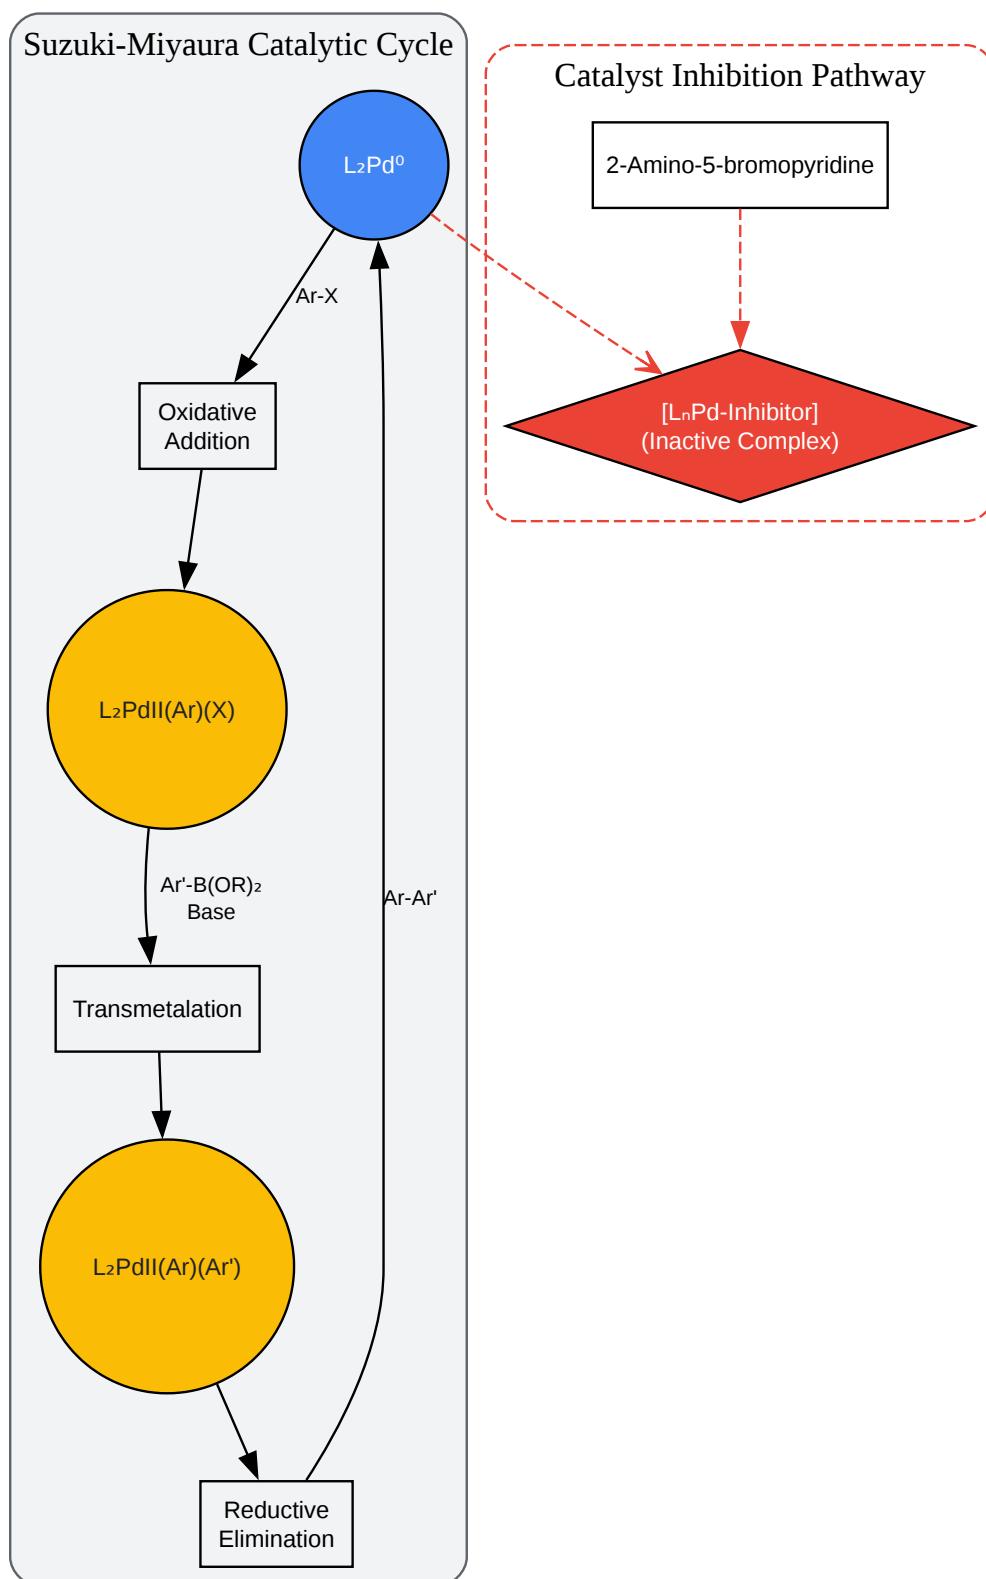 Suzuki-Miyaura Catalytic Cycle
L₂Pd⁰
Ar-X
Oxidative
Addition
L₂PdII(Ar)(X)
Ar'-B(OR)₂
Base
Transmetalation
L₂PdII(Ar)(Ar')
Reductive
Elimination
Ar-Ar'
Catalyst Inhibition Pathway
2-Amino-5-bromopyridine
[LₙPd-Inhibitor]
(Inactive Complex)